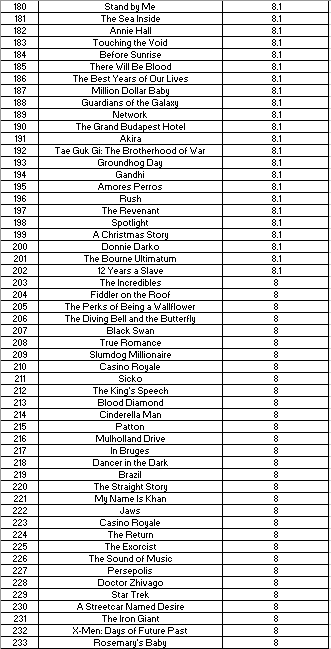 180 Stand by Me 8.1
181 The Sea Inside 8.1
182 Annie Hall 8.1
183 Touching the Void 8.1
184 Before Sunrise 8.1
185 There Will Be Blood 8.1
186 The Best Years of Our Lives 8.1
187 Million Dollar Baby 8.1
188 Guardians of the Galaxy 8.1
189 Network 8.1
190 The Grand Budapest Hotel 8.1
191 Akira 8.1
192 Tae Guk Gi: The Brotherhood of War 8.1
193 Groundhog Day 8.1
194 Gandhi 8.1
195 Amores Perros 8.1
196 Rush 8.1
197 The Revenant 8.1
198 Spotlight 8.1
199 A Christmas Story 8.1
200 Donnie Darko 8.1
201 The Bourne Ultimatum 8.1
202 12 Years a Slave 8.1
203 The Incredibles 8
204 Fiddler on the Roof 8
205 The Perks of Being a Wallflower 8
206 The Diving Bell and the Butterfly 8
207 Black Swan 8
208 True Romance 8
209 Slumdog Millionaire 8
210 Casino Royale 8
211 Sicko 8
212 The King's Speech 8
213 Blood Diamond 8
214 Cinderella Man 8
215 Patton 8
216 Mulholland Drive 8
217 In Bruges 8
218 Dancer in the Dark 8
219 Brazil 8
220 The Straight Story 8
221 My Name Is Khan 8
222 Jaws 8
223 Casino Royale 8
224 The Return 8
225 The Exorcist 8
226 The Sound of Music 8
227 Persepolis 8
228 Doctor Zhivago 8
229 Star Trek 8
230 A Streetcar Named Desire 8
231 The Iron Giant 8
232 X-Men: Days of Future Past 8
233 Rosemary's Baby 8